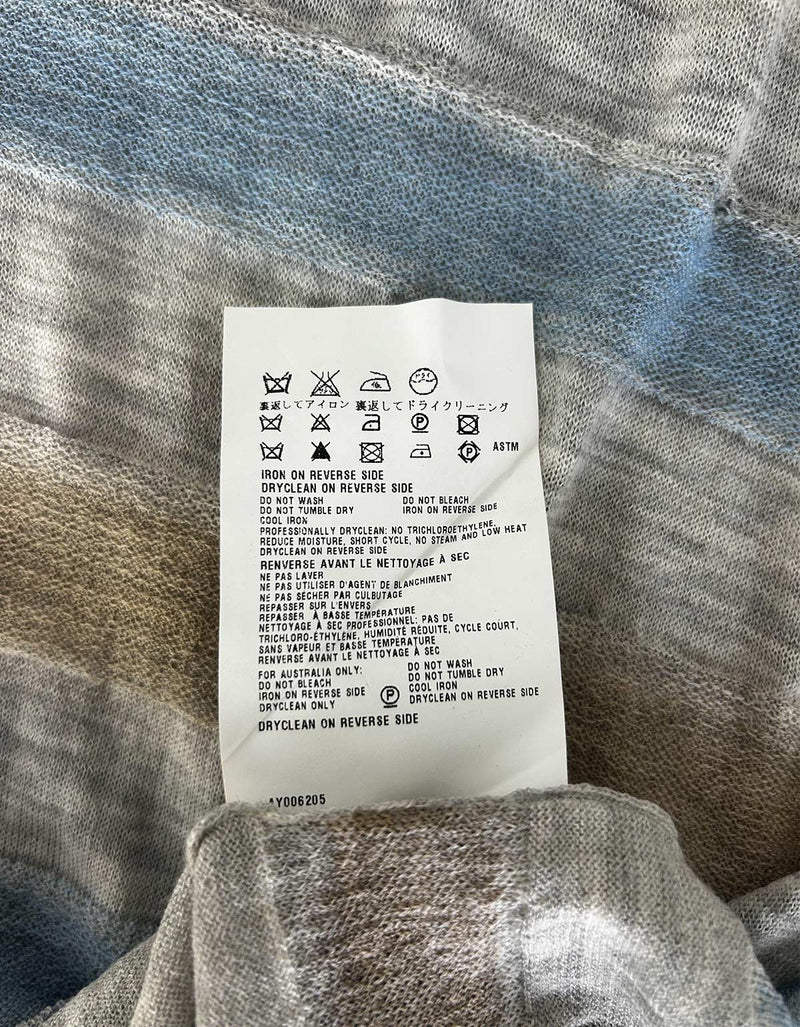 裏返してアイロン 裏返してドライクリーニング
P
ASTM
P
IRON ON REVERSE SIDE
DRYCLEAN ON REVERSE SIDE
DO NOT WASH DO NOT BLEACH
DO NOT TUMBLE DRY IRON ON REVERSE SIDE
COOL IRON
PROFESSIONALLY DRYCLEAN: NO TRICHLOROETHYLENE,
REDUCE MOISTURE, SHORT CYCLE, NO STEAM AND LOW HEAT
DRYCLEAN ON REVERSE SIDE
RENVERSE AVANT LE NETTOYAGE À SEC
NE PAS LAVER
NE PAS UTILISER D'AGENT DE BLANCHIMENT
NE PAS SÉCHER PAR CULBUTAGE
REPASSER SUR L'ENVERS
REPASSER À BASSE TEMPÉRATURE
NETTOYAGE À SEC PROFESSIONNEL: PAS DE
TRICHLORO-ÉTHYLÈNE, HUMIDITÉ RÉDUITE, CYCLE COURT,
SANS VAPEUR ET BASSE TEMPÉRATURE
RENVERSE AVANT LE NETTOYAGE À SEC
FOR AUSTRALIA ONLY: DO NOT WASH
DO NOT BLEACH DO NOT TUMBLE DRY
IRON ON REVERSE SIDE P COOL IRON
DRYCLEAN ONLY DRYCLEAN ON REVERSE SIDE
DRYCLEAN ON REVERSE SIDE
AY006205